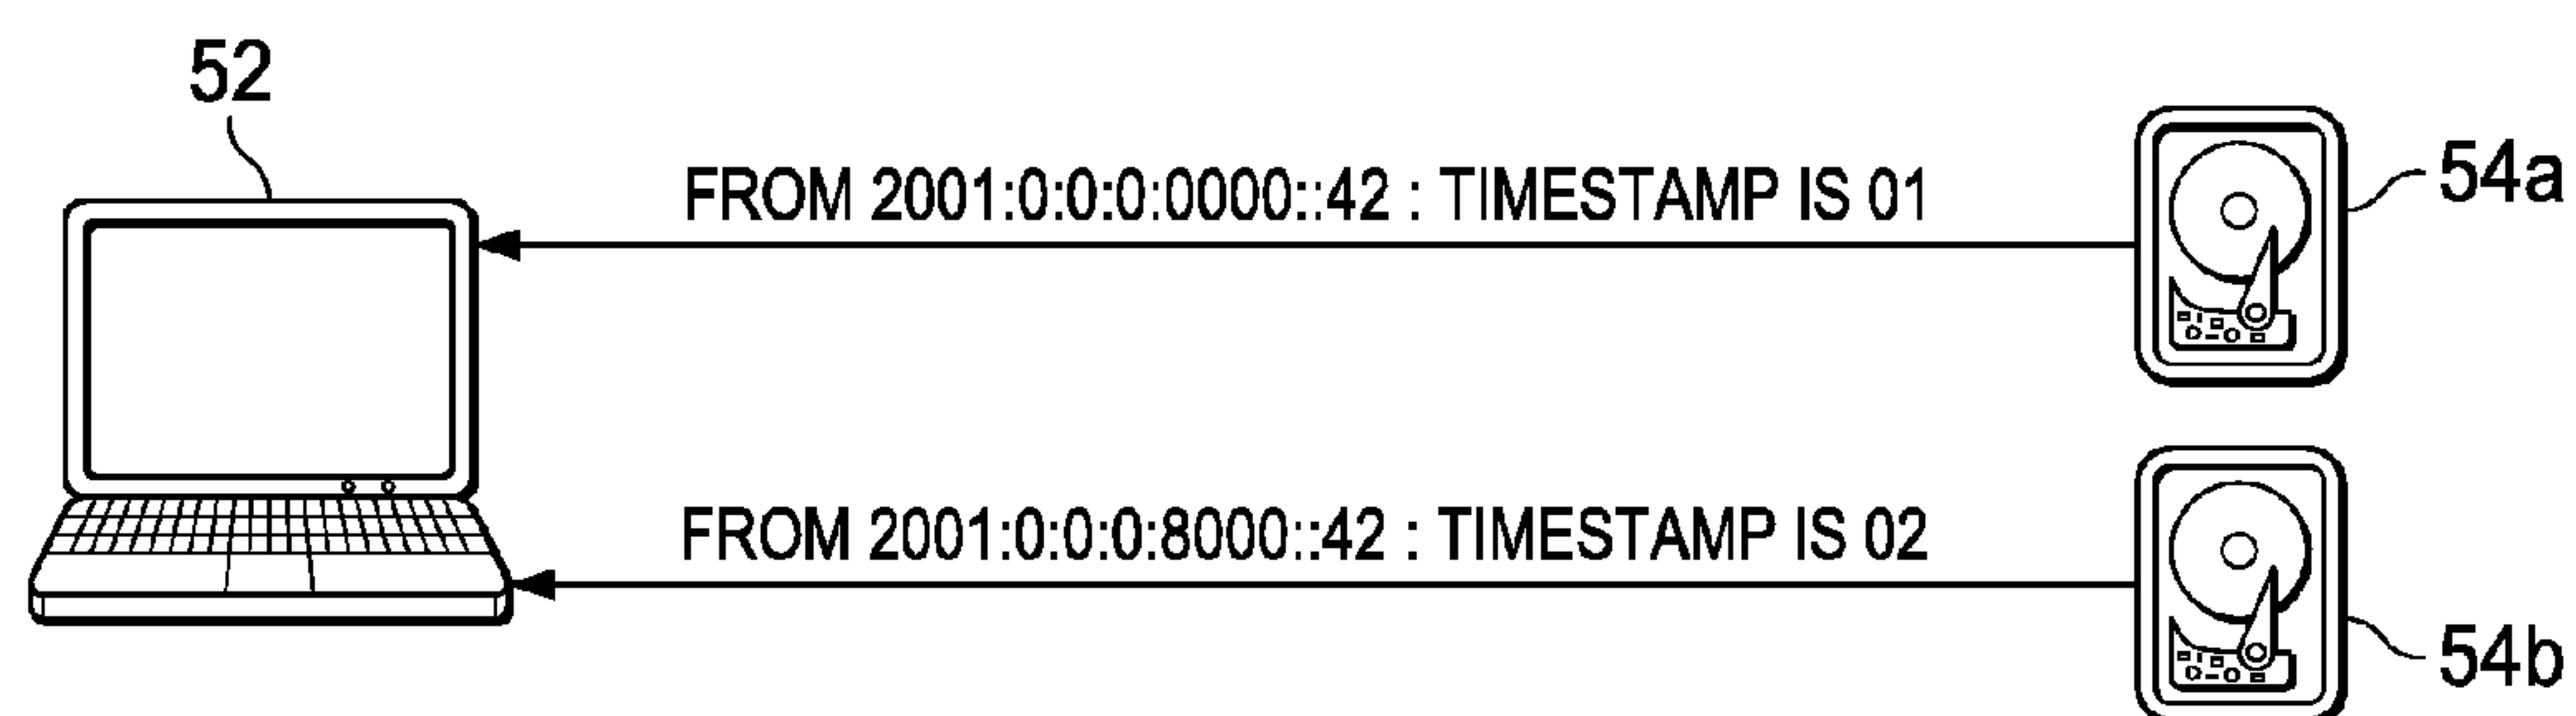 52
FROM 2001:0:0:0:0000::42 : TIMESTAMP IS 01
54a
FROM 2001:0:0:0:8000::42 : TIMESTAMP IS 02
54b